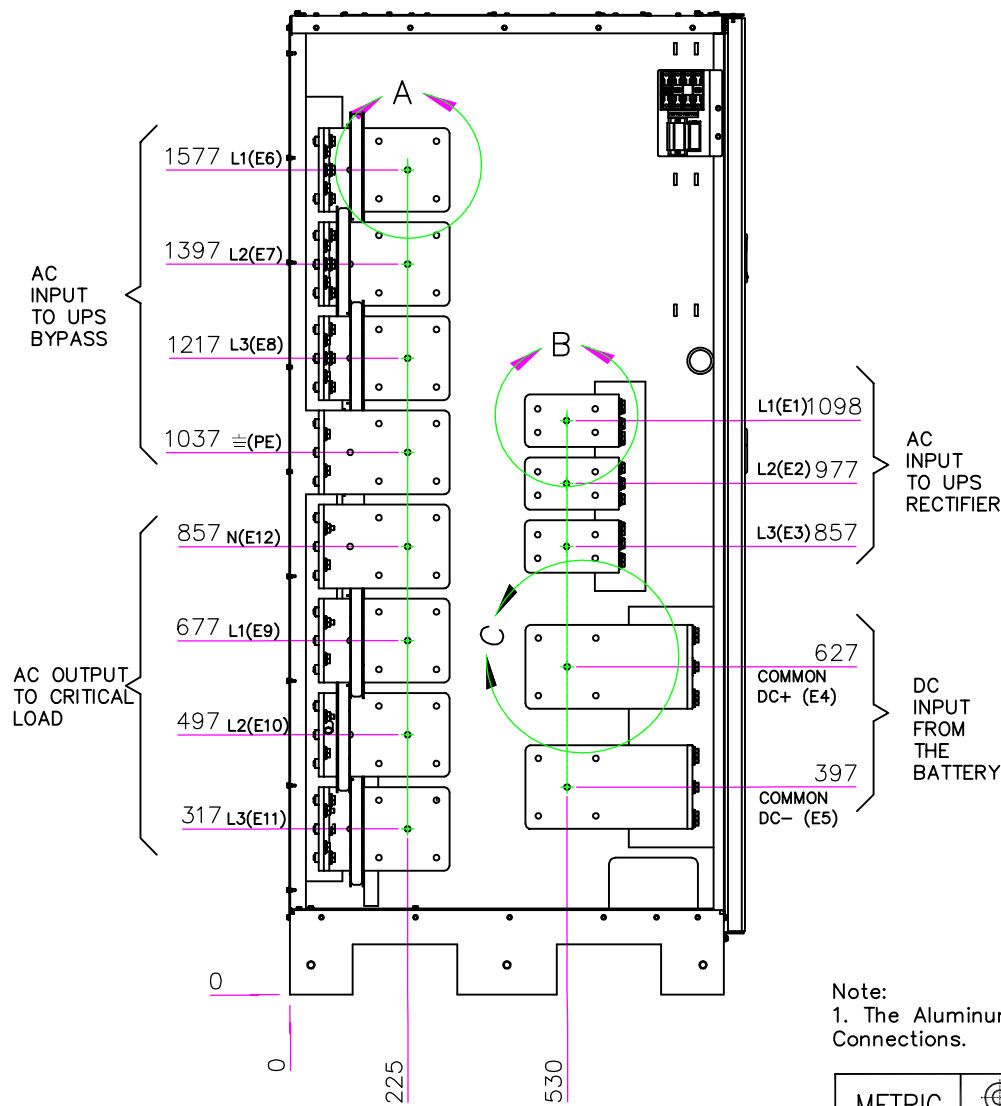 A
1577 L1(E6)
1397 L2(E7)
AC
INPUT
TO UPS
BYPASS
1217 L3(E8)
1037 (PE)
B
L1(E1) 1098
L2(E2) 977
L3(E3) 857
AC
INPUT
TO UPS
RECTIFIER
857 N(E12)
677 L1(E9)
AC OUTPUT
TO CRITICAL
LOAD
497 L2(E10)
317 L3(E11)
C
627
COMMON
DC+ (E4)
397
COMMON
DC- (E5)
DC
INPUT
FROM
THE
BATTERY
0
0
225
530
Note:
1. The Aluminu
Connections.
METRIC